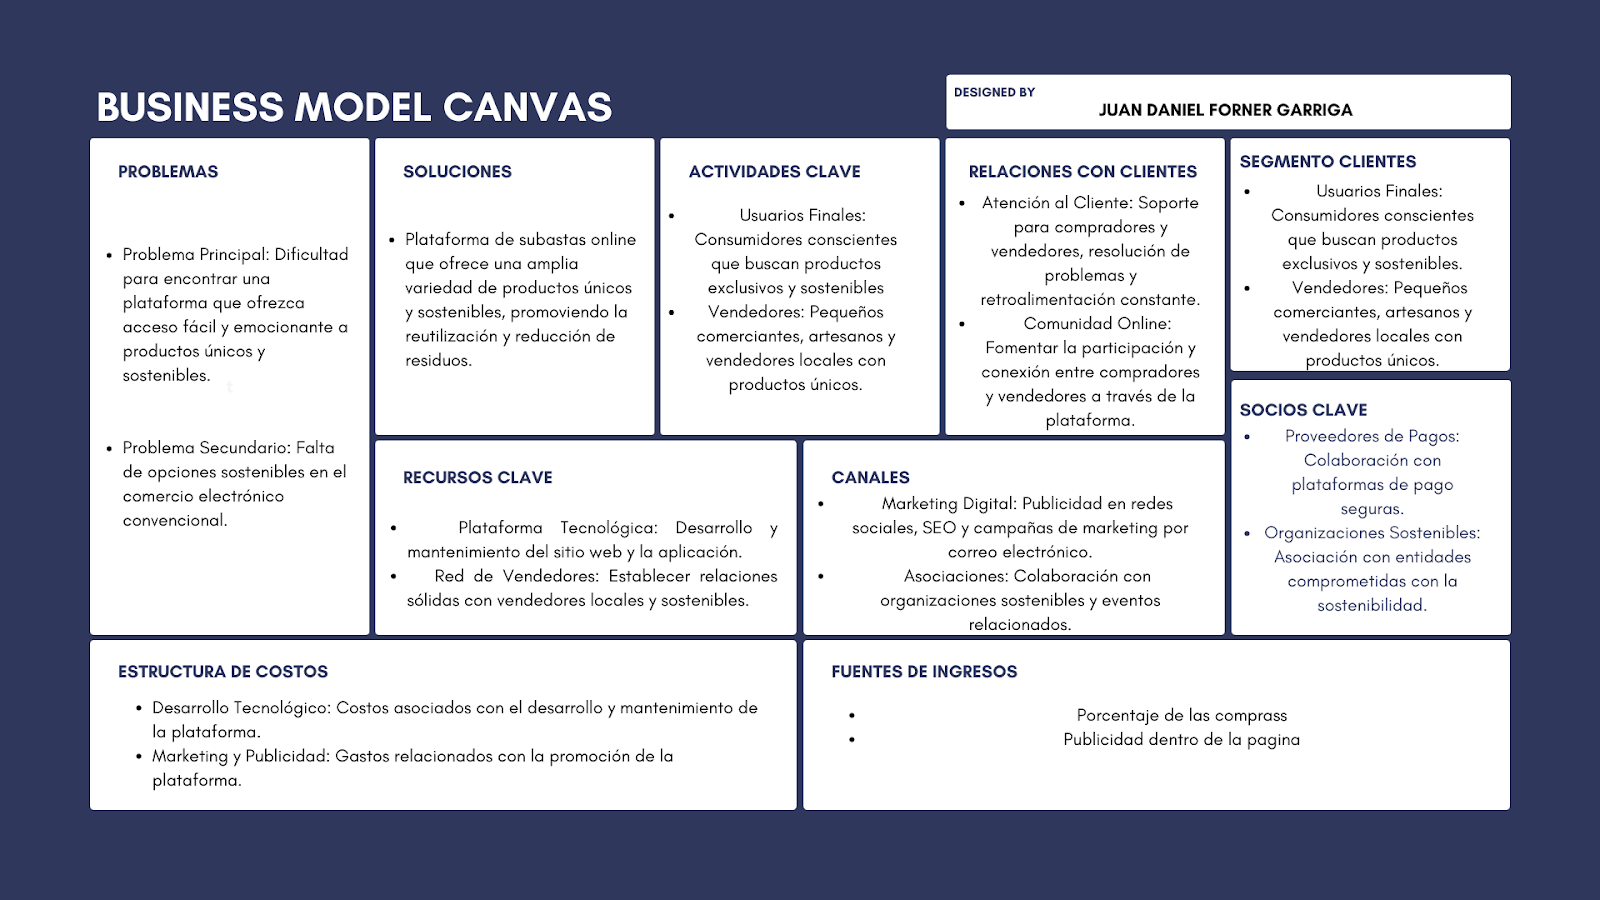 BUSINESS MODEL CANVAS
DESIGNED BY
JUAN DANIEL FORNER GARRIGA
PROBLEMAS
• Problema Principal: Dificultad
para encontrar una
plataforma que ofrezca
acceso fácil y emocionante a
productos únicos y
sostenibles.
t
• Problema Secundario: Falta
de opciones sostenibles en el
comercio electrónico
convencional.
SOLUCIONES
• Plataforma de subastas online
que ofrece una amplia
variedad de productos únicos
y sostenibles, promoviendo la
reutilización y reducción de
residuos.
ACTIVIDADES CLAVE
• Usuarios Finales:
Consumidores conscientes
que buscan productos
exclusivos y sostenibles
• Vendedores: Pequeños
comerciantes, artesanos y
vendedores locales con
productos únicos.
RELACIONES CON CLIENTES
• Atención al Cliente: Soporte
para compradores y
vendedores, resolución de
problemas y
retroalimentación constante.
• Comunidad Online:
Fomentar la participación y
conexión entre compradores
y vendedores a través de la
plataforma.
SEGMENTO CLIENTES
• Usuarios Finales:
Consumidores conscientes
que buscan productos
exclusivos y sostenibles.
• Vendedores: Pequeños
comerciantes, artesanos y
vendedores locales con
productos únicos.
SOCIOS CLAVE
• Proveedores de Pagos:
Colaboración con
plataformas de pago
seguras.
• Organizaciones Sostenibles:
Asociación con entidades
comprometidas con la
sostenibilidad.
RECURSOS CLAVE
• Plataforma Tecnológica: Desarrollo y
mantenimiento del sitio web y la aplicación.
• Red de Vendedores: Establecer relaciones
sólidas con vendedores locales y sostenibles.
CANALES
• Marketing Digital: Publicidad en redes
sociales, SEO y campañas de marketing por
correo electrónico.
• Asociaciones: Colaboración con
organizaciones sostenibles y eventos
relacionados.
ESTRUCTURA DE COSTOS
• Desarrollo Tecnológico: Costos asociados con el desarrollo y mantenimiento de
la plataforma.
• Marketing y Publicidad: Gastos relacionados con la promoción de la
plataforma.
FUENTES DE INGRESOS
• Porcentaje de las comprass
• Publicidad dentro de la pagina